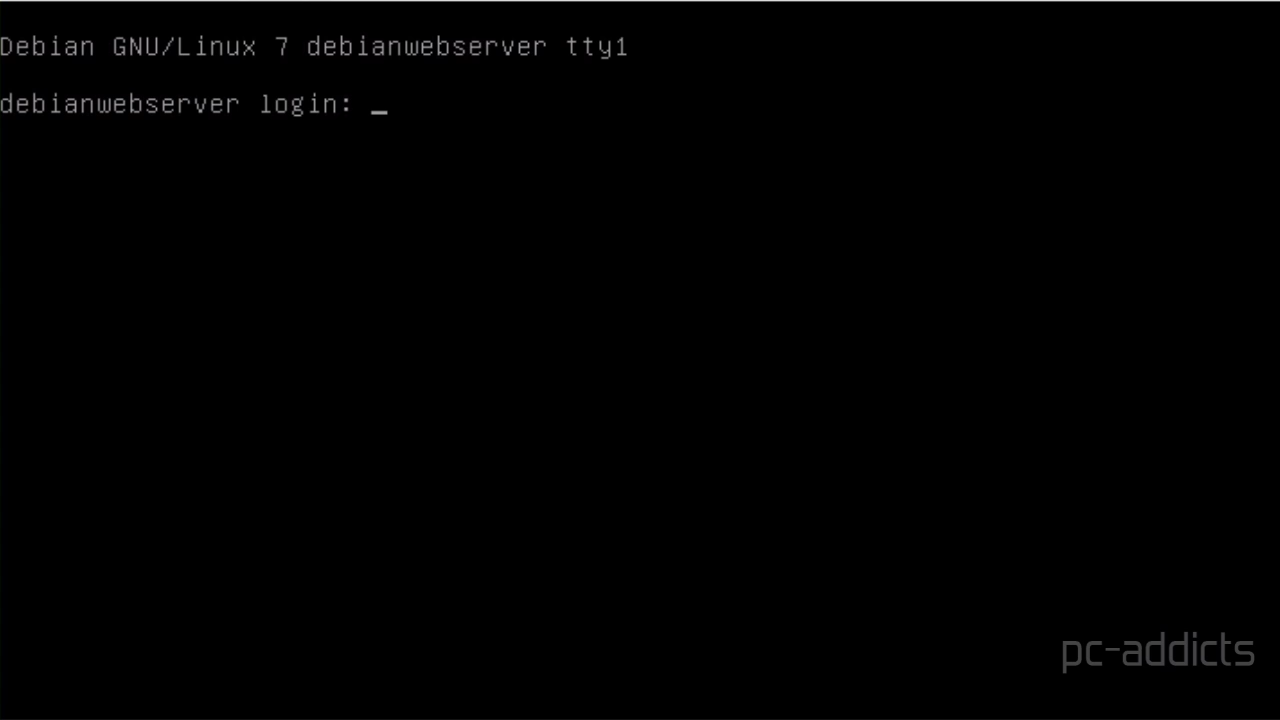 Debian GNU/Linux 7 debianwebserver tty1
debianwebserver login: _
pc-addicts